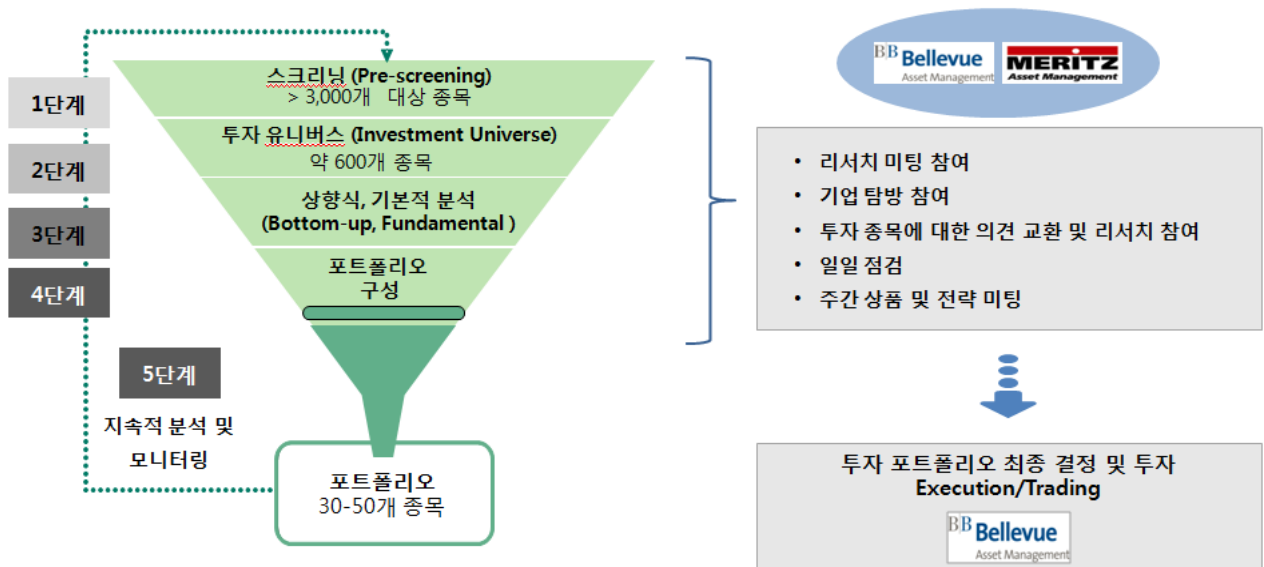 1단계
스크리닝 (Pre-screening)
> 3,000개 대상 종목
2단계
투자 유니버스 (Investment Universe)
약 600개 종목
3단계
상향식, 기본적 분석
(Bottom-up, Fundamental )
4단계
포트폴리오
구성
5단계
지속적 분석 및
모니터링
포트폴리오
30-50개 종목
B|B Bellevue
Asset Management
MERITZ
Asset Management
• 리서치 미팅 참여
• 기업 탐방 참여
• 투자 종목에 대한 의견 교환 및 리서치 참여
• 일일 점검
• 주간 상품 및 전략 미팅
투자 포트폴리오 최종 결정 및 투자
Execution/Trading
B|B Bellevue
Asset Management